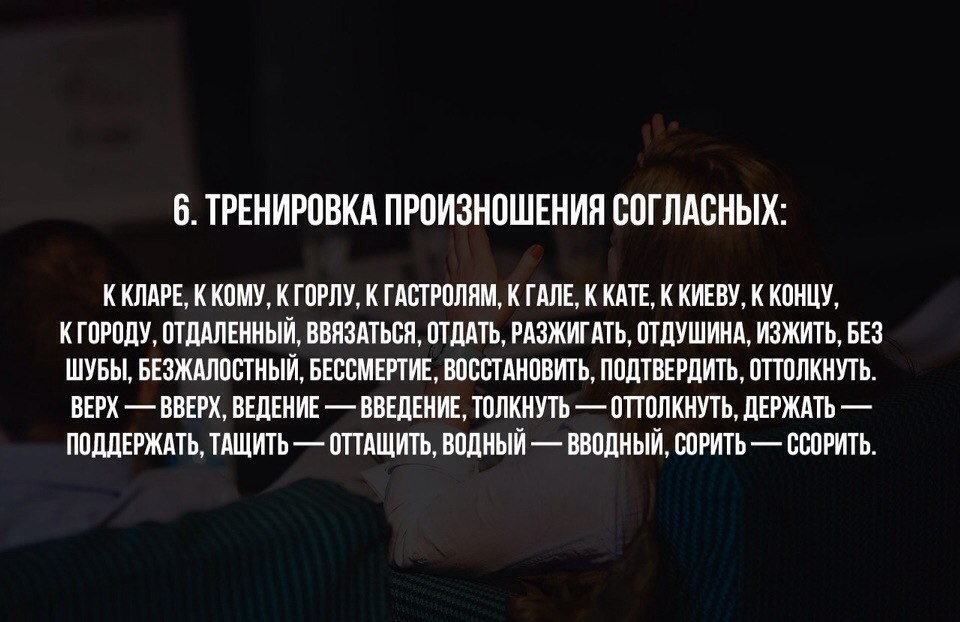 6. ТРЕНИРОВКА ПРОИЗНОШЕНИЯ СОГЛАСНЫХ:
К КЛАРЕ, К КОМУ, К ГОРЛУ, К ГАСТРОЛЯМ, К ГАЛЕ, К КАТЕ, К КИЕВУ, К КОНЦУ,
К ГОРОДУ, ОТДАЛЕННЫЙ, ВВЯЗАТЬСЯ, ОТДАТЬ, РАЗЖИГАТЬ, ОТДУШИНА, ИЗЖИТЬ, БЕЗ
ШУБЫ, БЕЗЖАЛОСТНЫЙ, БЕССМЕРТИЕ, ВОССТАНОВИТЬ, ПОДТВЕРДИТЬ, ОТТОЛКНУТЬ.
ВЕРХ — ВВЕРХ, ВЕДЕНИЕ — ВВЕДЕНИЕ, ТОЛКНУТЬ — ОТТОЛКНУТЬ, ДЕРЖАТЬ —
ПОДДЕРЖАТЬ, ТАЩИТЬ — ОТТАЩИТЬ, ВОДНЫЙ — ВВОДНЫЙ, СОРИТЬ — ССОРИТЬ.